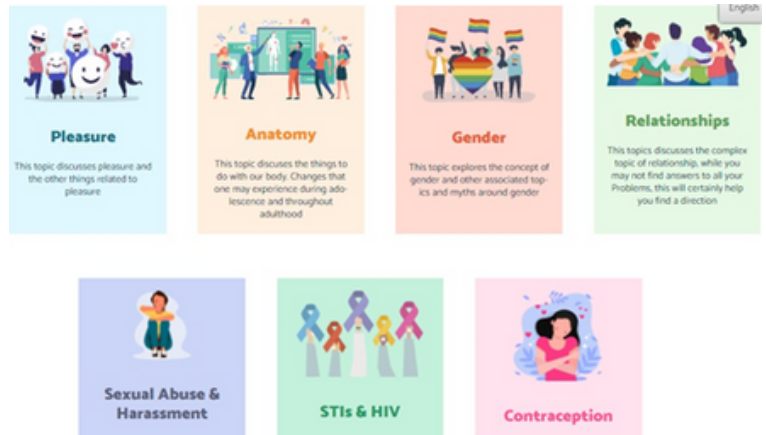 English
Pleasure
This topic discusses pleasure and
the other things related to
pleasure
Anatomy
This topic discuses the things to
do with our body. Changes that
one may experience during ado-
lescence and throughout
adulthood
Gender
This topic explores the concept of
gender and other associated top-
ics and myths around gender
Relationships
This topics discusses the complex
topic of relationship, while you
may not find answers to all your
Problems, this will certainly help
you find a direction
Sexual Abuse &
Harassment
STIs & HIV
Contraception